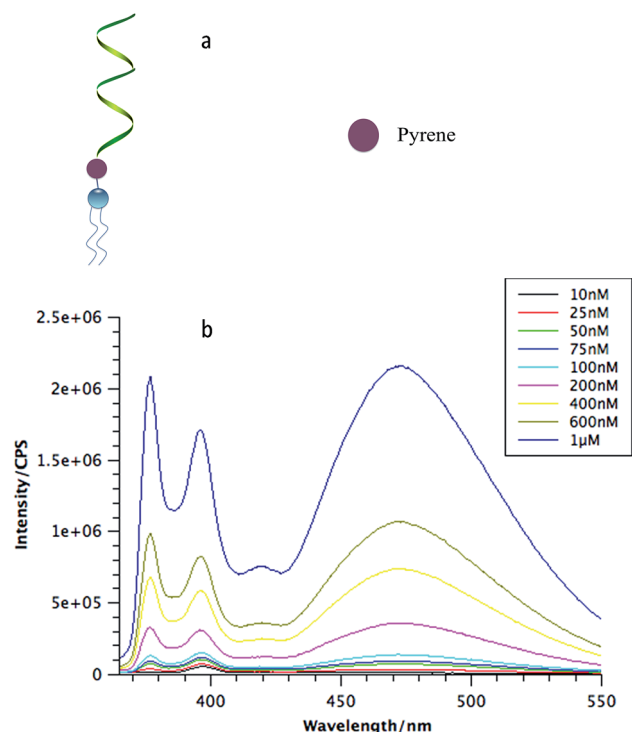 a
Pyrene
b
10nM
25nM
50nM
75nM
100nM
200nM
400nM
600nM
1μM
2.5e+06
2e+06
1.5e+06
1e+06
5e+05
0
Intensity/CPS
400
450
500
550
Wavelength/nm